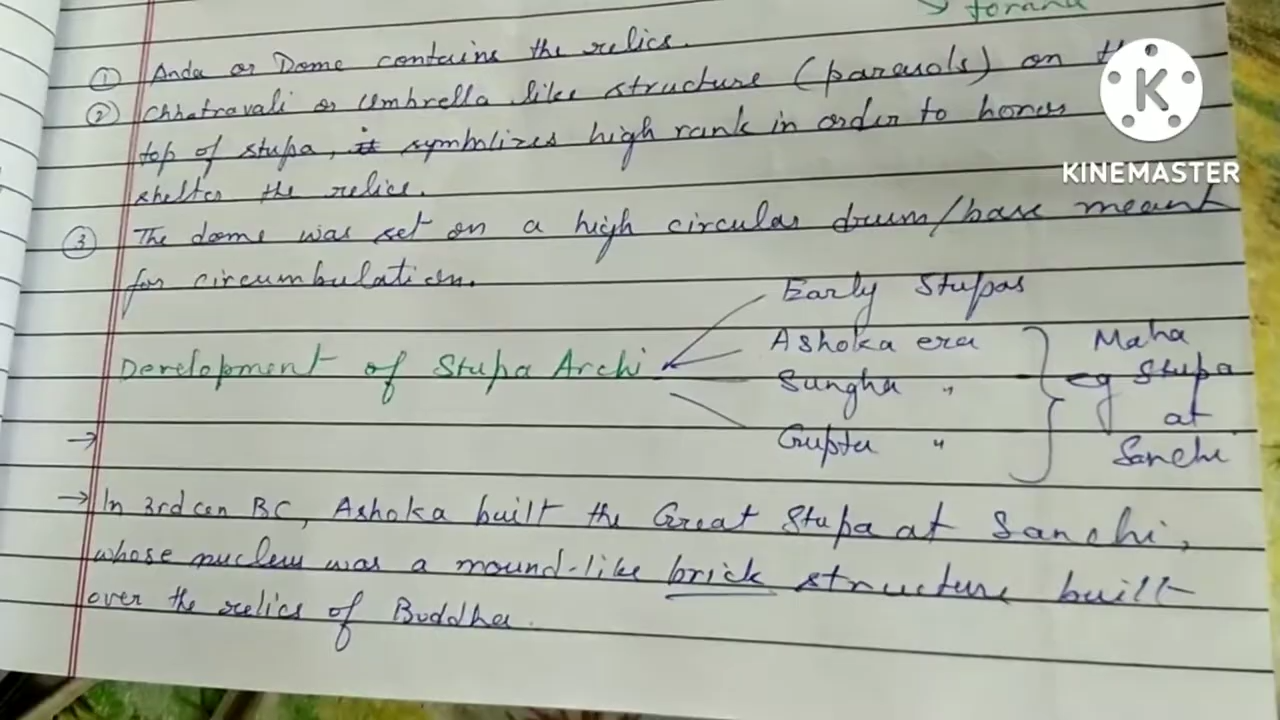 → forana
① Anda or Dome contains the relics.
② Chhatravali or Umbrella like structure (parasols) on th
top of stupa, it symbolizes high rank in order to honor
shelter the relics.
③ The dome was set on a high circular drum/base meant
for circumbulation.
Development of Stupa Archi
Early Stupas
Ashoka era
Sungha "
Gupta "
Maha
eg Stupa
at
Sanchi
→
→ In 3rd cen BC, Ashoka built the Great Stupa at Sanchi,
whose nucleus was a mound-like brick structure built
over the relics of Buddha.
K
KINEMASTER